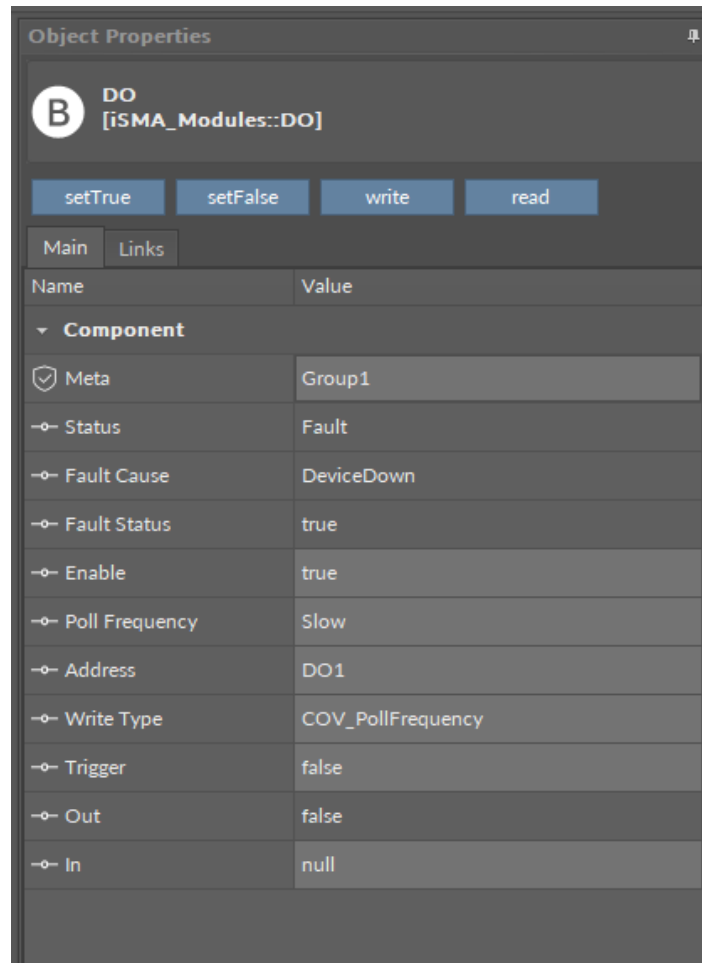 Object Properties
B
DO
[iSMA_Modules::DO]
setTrue setFalse write read
Main Links
Name Value
Component
Meta Group1
Status Fault
Fault Cause DeviceDown
Fault Status true
Enable true
Poll Frequency Slow
Address DO1
Write Type COV_PollFrequency
Trigger false
Out false
In null